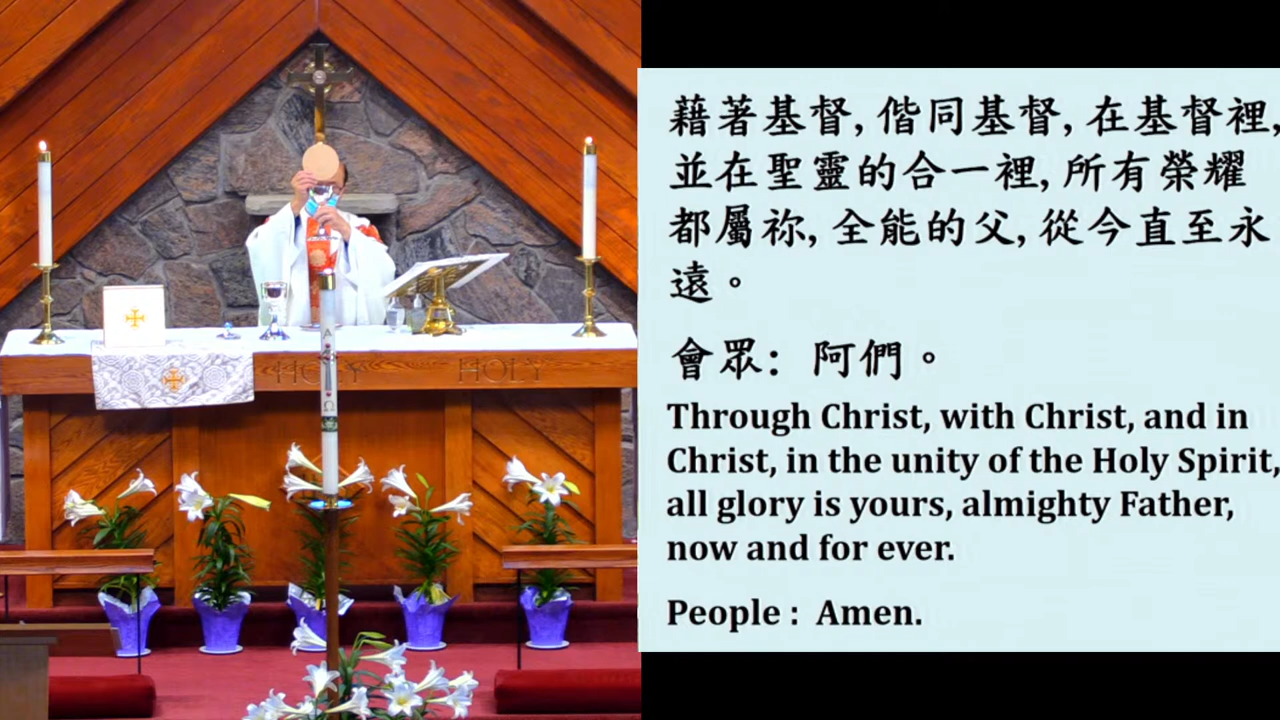 HOLY HOLY
Α
Ω
藉著基督, 偕同基督, 在基督裡,
並在聖靈的合一裡, 所有榮耀
都屬祢, 全能的父, 從今直至永
遠。
會眾: 阿們。
Through Christ, with Christ, and in
Christ, in the unity of the Holy Spirit,
all glory is yours, almighty Father,
now and for ever.
People : Amen.